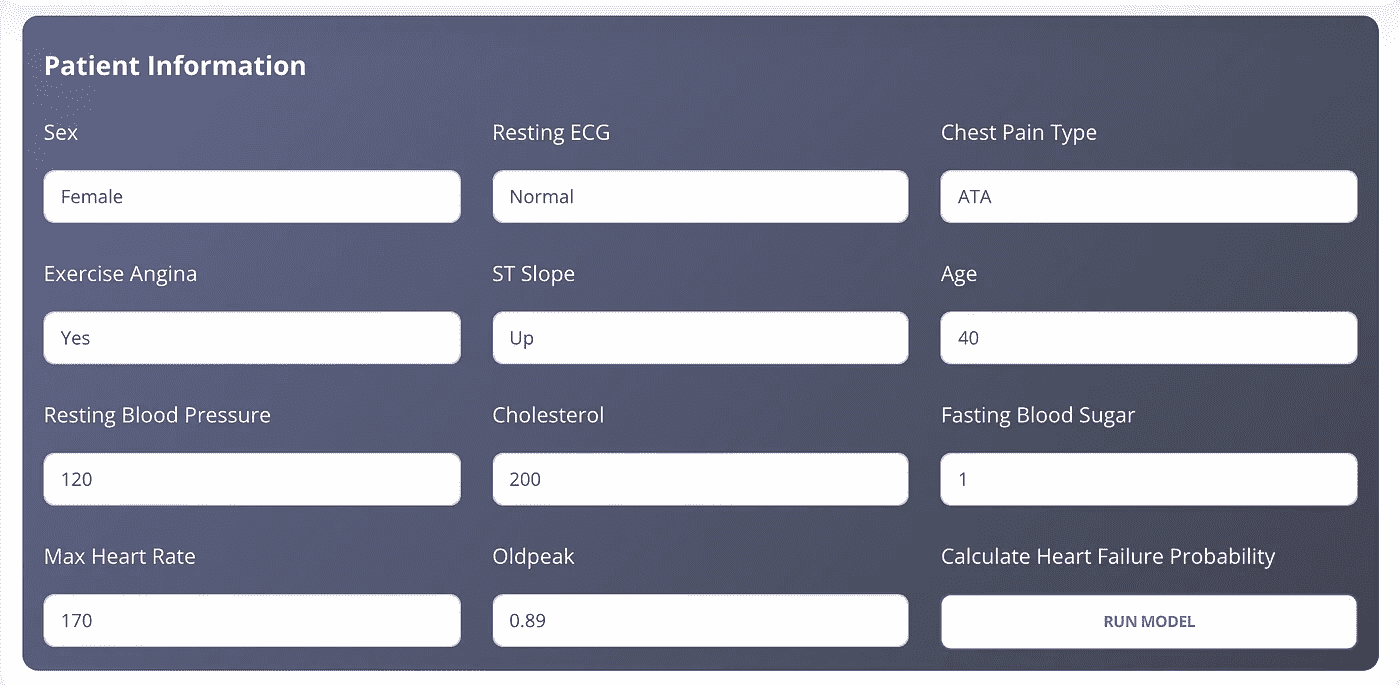 Patient Information
Sex
Resting ECG
Chest Pain Type
Female
Normal
ATA
Exercise Angina
ST Slope
Age
Yes
Up
40
Resting Blood Pressure
Cholesterol
Fasting Blood Sugar
120
200
1
Max Heart Rate
Oldpeak
Calculate Heart Failure Probability
170
0.89
RUN MODEL